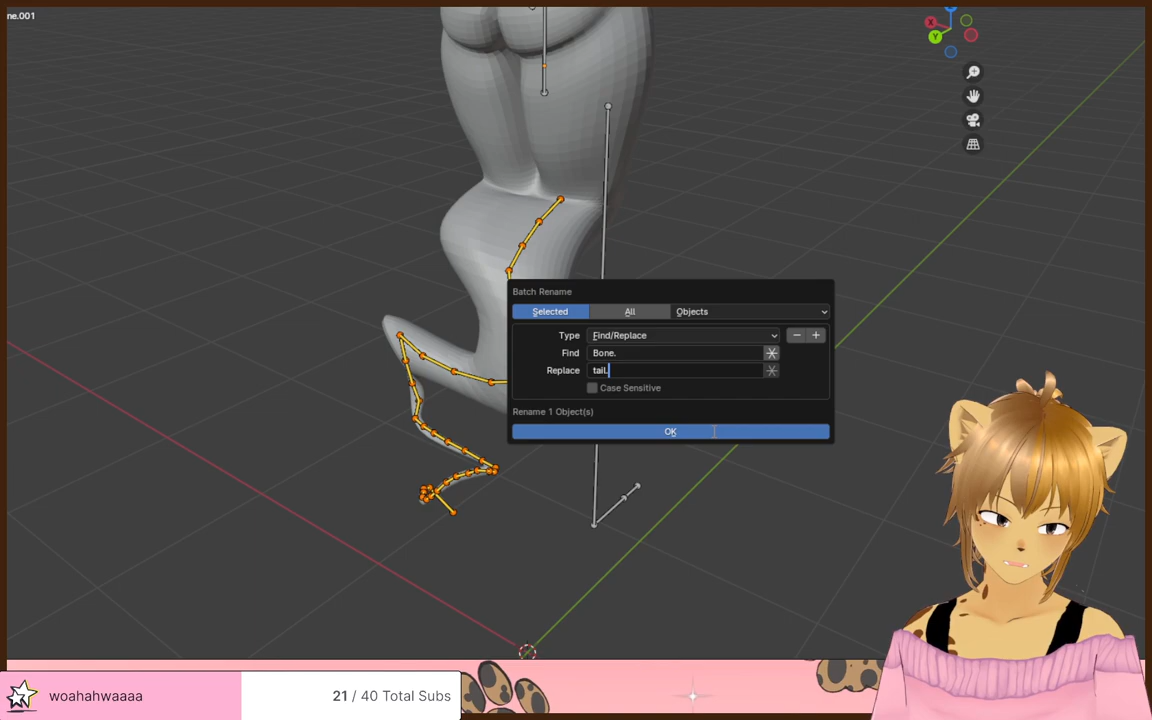 ne.001
X
Y
Batch Rename
Selected All Objects
Type Find/Replace
Find Bone.
Replace tail.
Case Sensitive
Rename 1 Object(s)
OK
woahahwaaaa 21 / 40 Total Subs